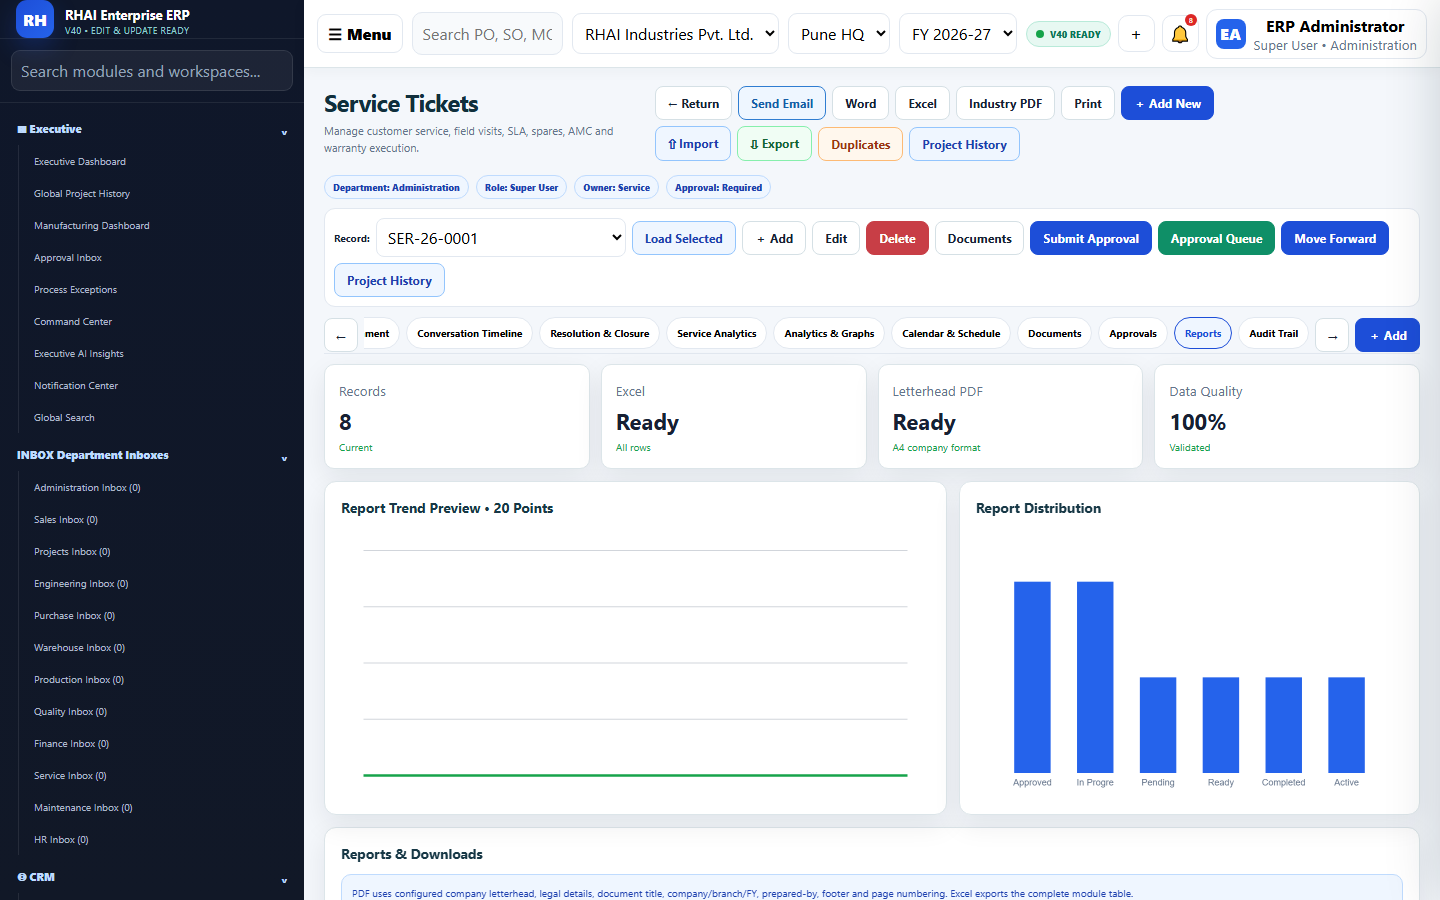 RH
RHAI Enterprise ERP
V40 • EDIT & UPDATE READY
Search modules and workspaces...
Executive
Executive Dashboard
Global Project History
Manufacturing Dashboard
Approval Inbox
Process Exceptions
Command Center
Executive AI Insights
Notification Center
Global Search
INBOX Department Inboxes
Administration Inbox (0)
Sales Inbox (0)
Projects Inbox (0)
Engineering Inbox (0)
Purchase Inbox (0)
Warehouse Inbox (0)
Production Inbox (0)
Quality Inbox (0)
Finance Inbox (0)
Service Inbox (0)
Maintenance Inbox (0)
HR Inbox (0)
CRM
☰ Menu
Search PO, SO, MC
RHAI Industries Pvt. Ltd.
Pune HQ
FY 2026-27
V40 READY
+
8
EA
ERP Administrator
Super User • Administration
Service Tickets
Manage customer service, field visits, SLA, spares, AMC and
warranty execution.
← Return
Send Email
Word
Excel
Industry PDF
Print
+ Add New
⇧ Import
⇩ Export
Duplicates
Project History
Department: Administration
Role: Super User
Owner: Service
Approval: Required
Record:
SER-26-0001
Load Selected
+ Add
Edit
Delete
Documents
Submit Approval
Approval Queue
Move Forward
Project History
←
ment
Conversation Timeline
Resolution & Closure
Service Analytics
Analytics & Graphs
Calendar & Schedule
Documents
Approvals
Reports
Audit Trail
→
+ Add
Records
8
Current
Excel
Ready
All rows
Letterhead PDF
Ready
A4 company format
Data Quality
100%
Validated
Report Trend Preview • 20 Points
Report Distribution
Approved
In Progre
Pending
Ready
Completed
Active
Reports & Downloads
PDF uses configured company letterhead, legal details, document title, company/branch/FY, prepared-by, footer and page numbering. Excel exports the complete module table.